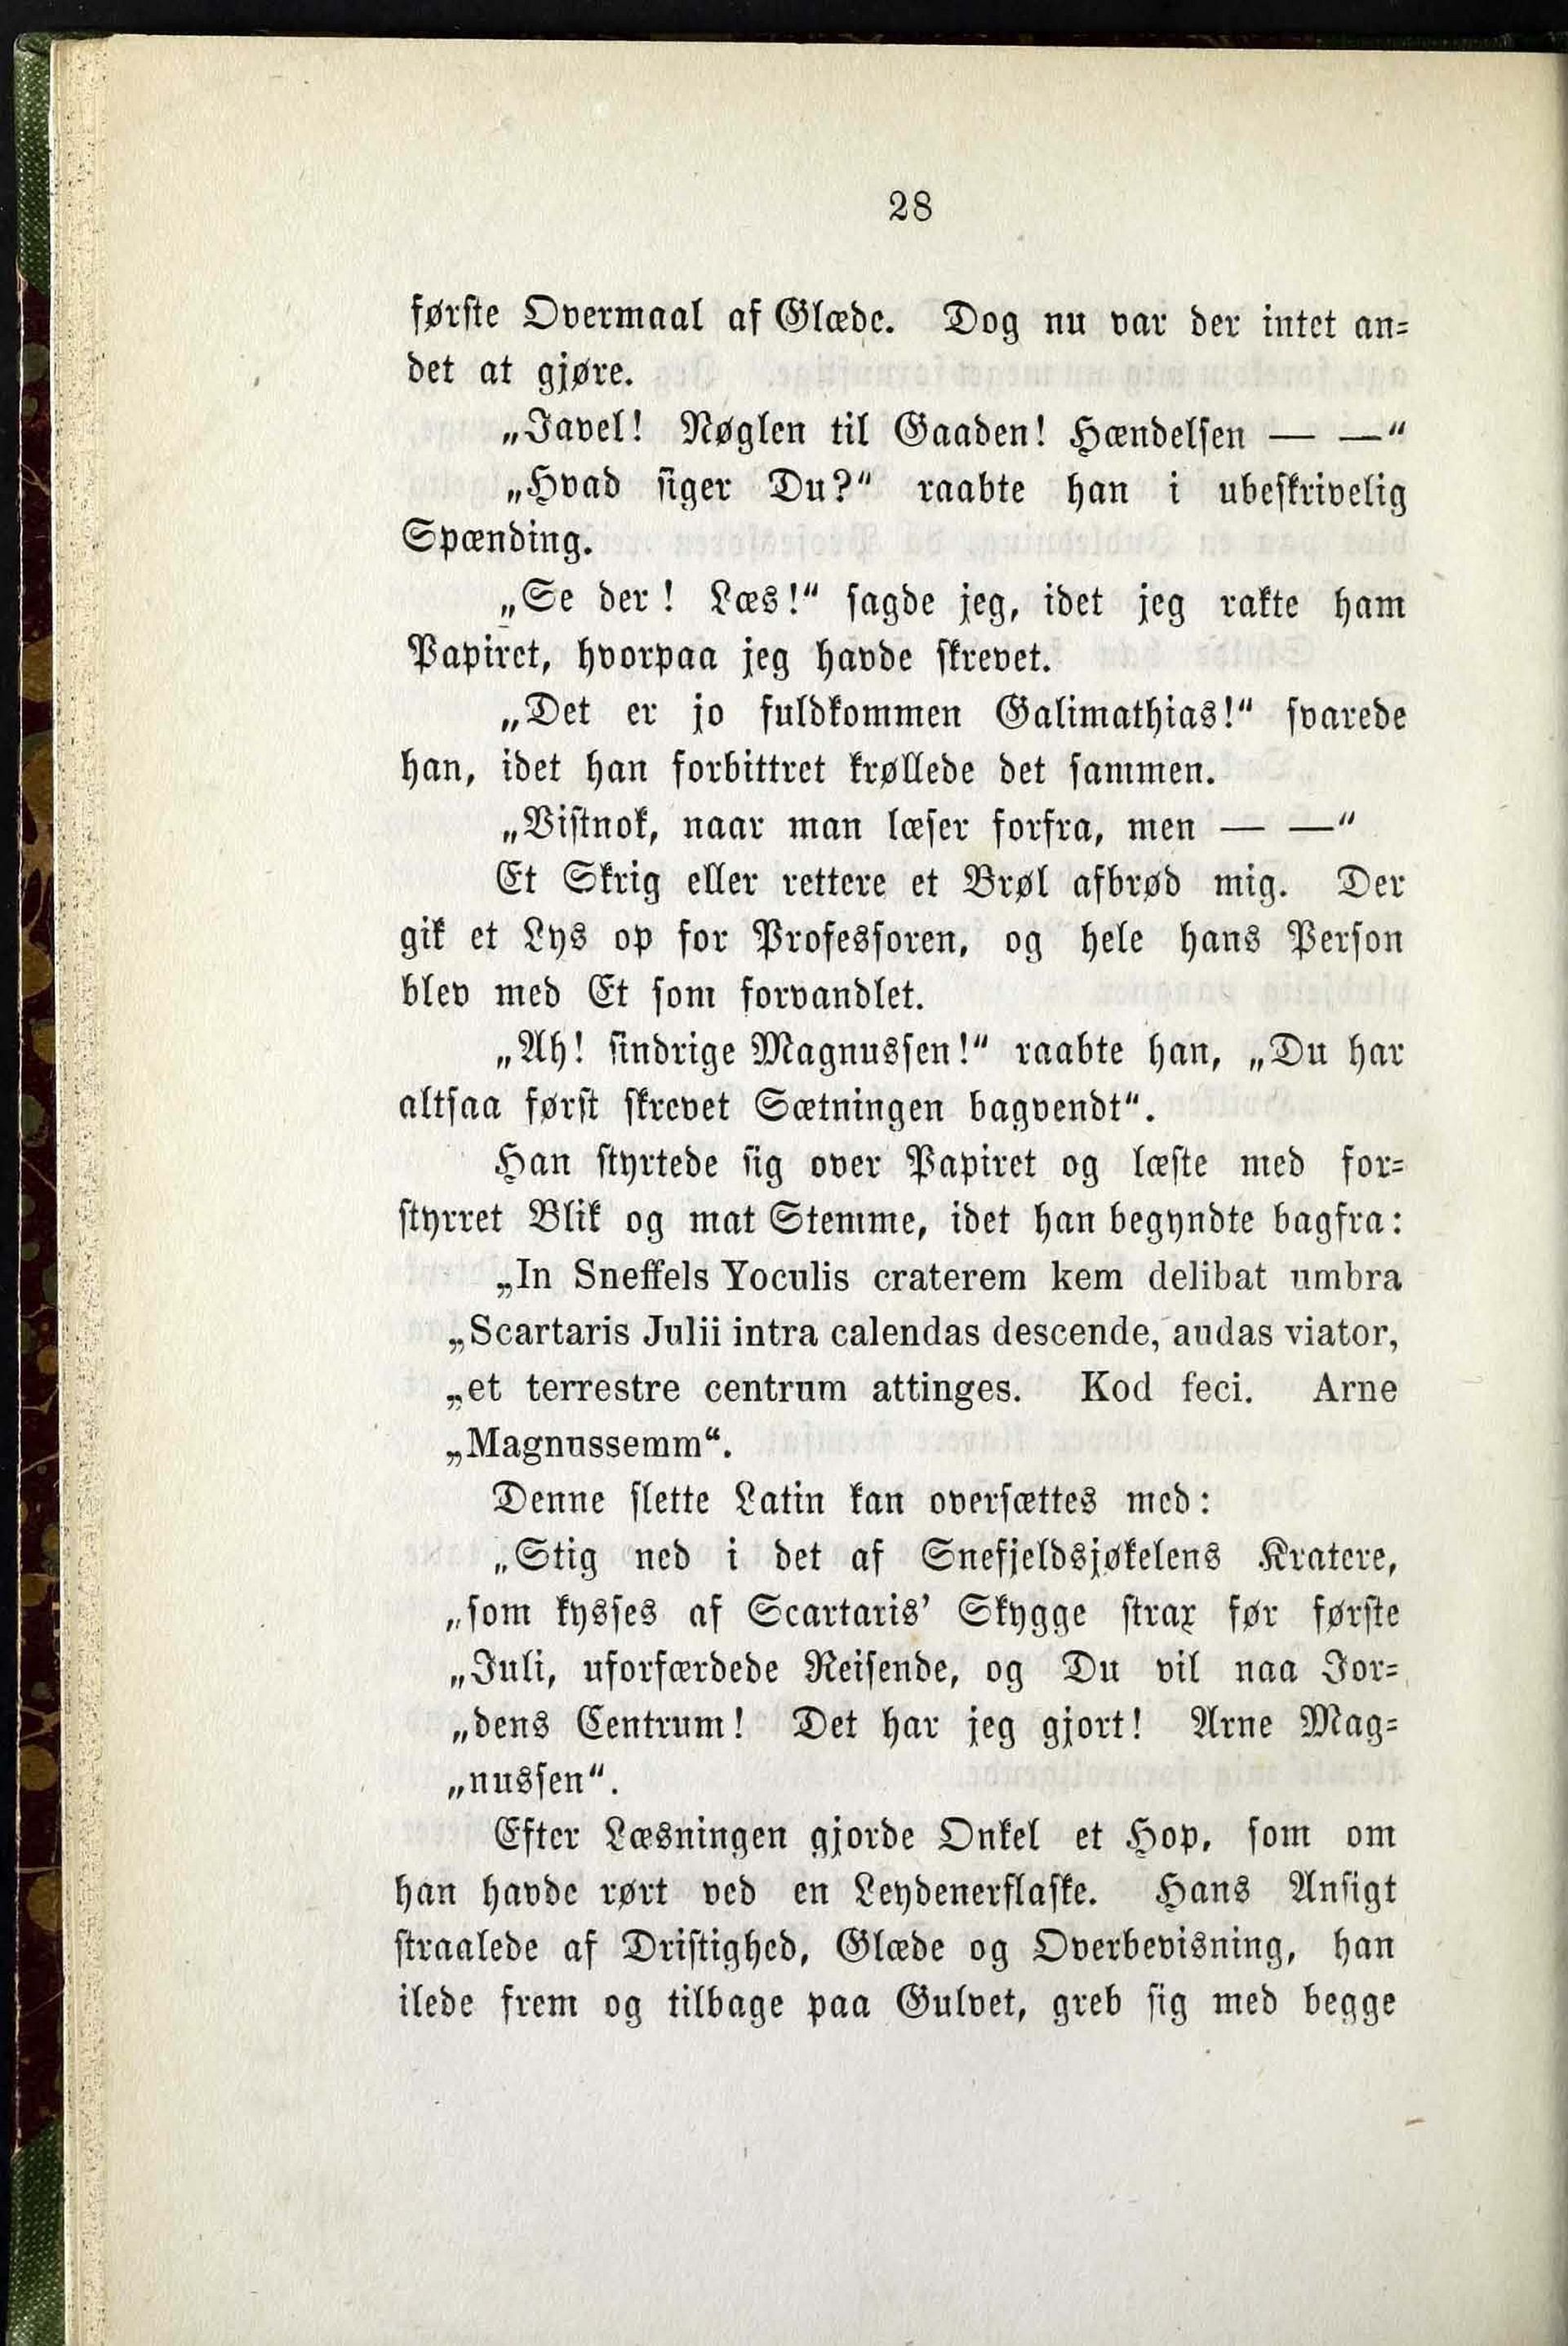 28
første Overmaal af Glæde. Dog nu var der intet an-
det at gjøre.
„Javel! Nøglen til Gaaden! Hændelsen — —“
„Hvad siger Du?“ raabte han i ubeskrivelig
Spænding.
„Se der! Læs!“ sagde jeg, idet jeg rakte ham
Papiret, hvorpaa jeg havde skrevet.
„Det er jo fuldkommen Galimathias!“ svarede
han, idet han forbittret krøllede det sammen.
„Vistnok, naar man læser forfra, men — —“
Et Skrig eller rettere et Brøl afbrød mig. Der
gik et Lys op for Professoren, og hele hans Person
blev med Et som forvandlet.
„Ah! sindrige Magnussen!“ raabte han, „Du har
altsaa først skrevet Sætningen bagvendt“.
Han styrtede sig over Papiret og læste med for-
styrret Blik og mat Stemme, idet han begyndte bagfra:
„In Sneffels Yoculis craterem kem delibat umbra
„Scartaris Julii intra calendas descende, audas viator,
„et terrestre centrum attinges. Kod feci. Arne
„Magnussemm“.
Denne slette Latin kan oversættes med:
„Stig ned i det af Snefjeldsjøkelens Kratere,
„som kysses af Scartaris’ Skygge strax før første
„Juli, uforfærdede Reisende, og Du vil naa Jor-
„dens Centrum! Det har jeg gjort! Arne Mag-
„nussen“.
Efter Læsningen gjorde Onkel et Hop, som om
han havde rørt ved en Leydenerflaske. Hans Ansigt
straalede af Dristighed, Glæde og Overbevisning, han
ilede frem og tilbage paa Gulvet, greb sig med begge